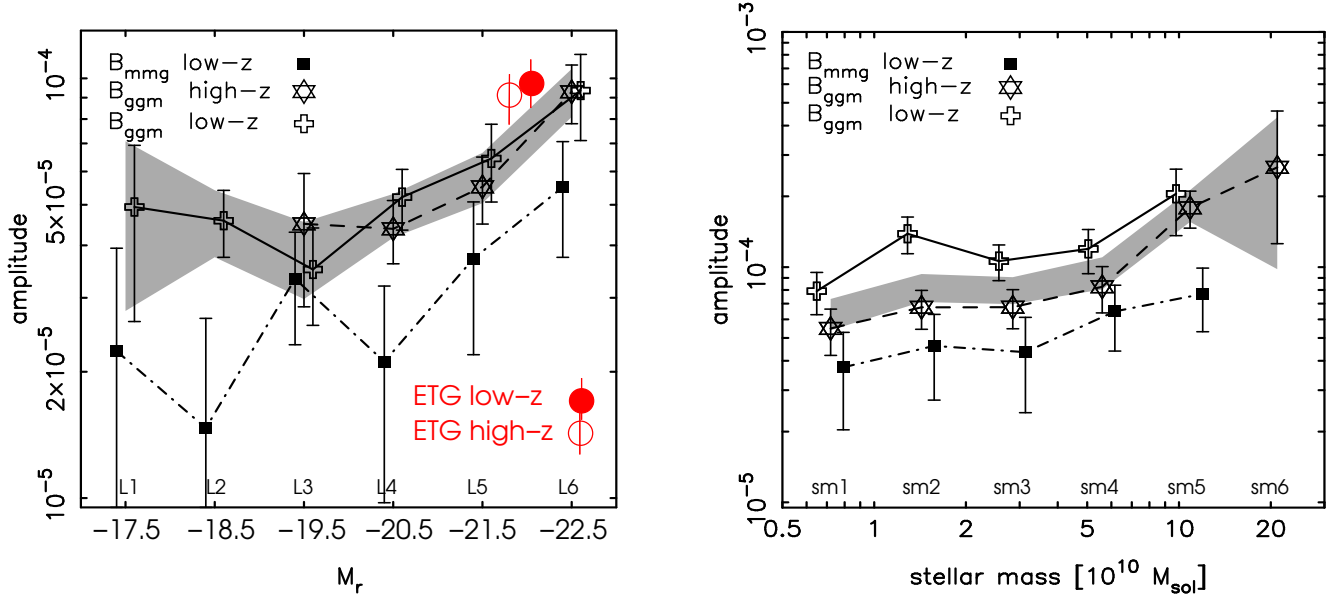 B_mmg low-z
B_ggm high-z
B_ggm low-z
ETG low-z
ETG high-z
amplitude
10^-4
5×10^-5
2×10^-5
10^-5
L1 L2 L3 L4 L5 L6
-17.5 -18.5 -19.5 -20.5 -21.5 -22.5
M_r
B_mmg low-z
B_ggm high-z
B_ggm low-z
amplitude
10^-3
10^-4
10^-5
sm1 sm2 sm3 sm4 sm5 sm6
0.5 1 2 5 10 20
stellar mass [10^10 M_sol]